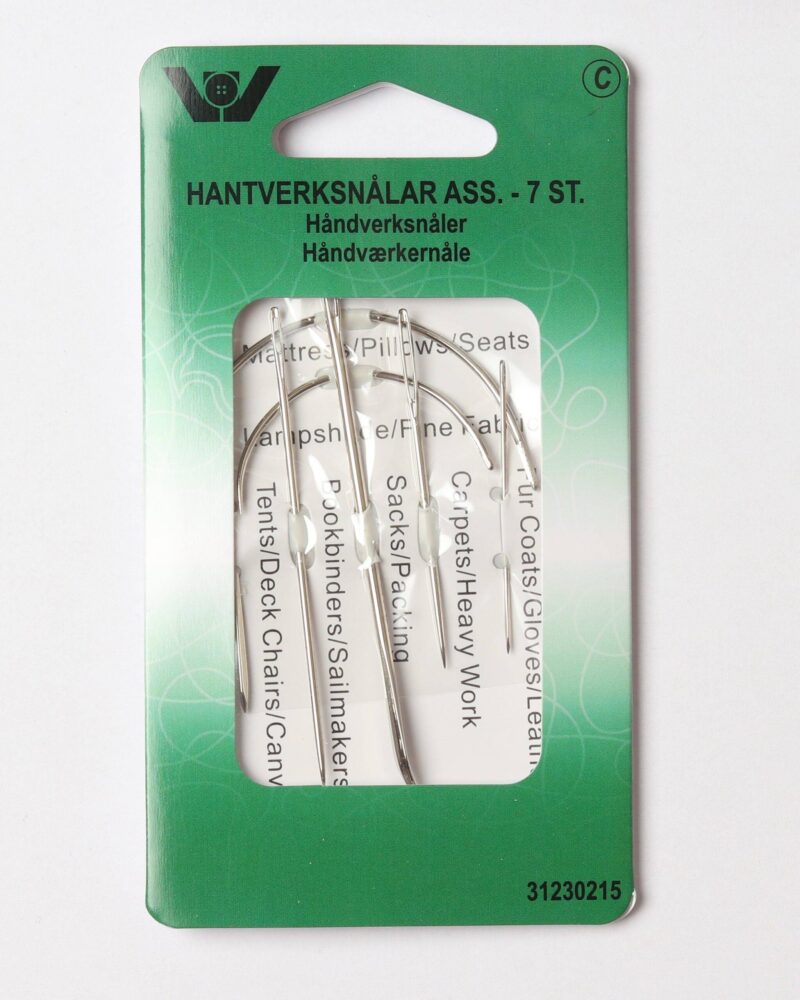 C
HANTVERKSNÅLAR ASS. - 7 ST.
Håndverksnåler
Håndværkernåle
Mattress/Pillows/Seats
Lampshade/Fine Fabric
Tents/Deck Chairs/Canv
Bookbinders/Sailmakers
Sacks/Packing
Carpets/Heavy Work
Fur Coats/Gloves/Leath
31230215